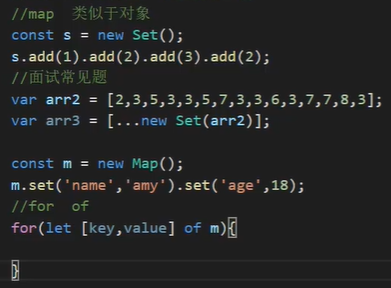 //map  类似于对象
const s = new Set();
s.add(1).add(2).add(3).add(2);
//面试常见题
var arr2 = [2,3,5,3,3,5,7,3,3,6,3,7,7,8,3];
var arr3 = [...new Set(arr2)];
const m = new Map();
m.set('name','amy').set('age',18);
//for  of
for(let [key,value] of m){
}